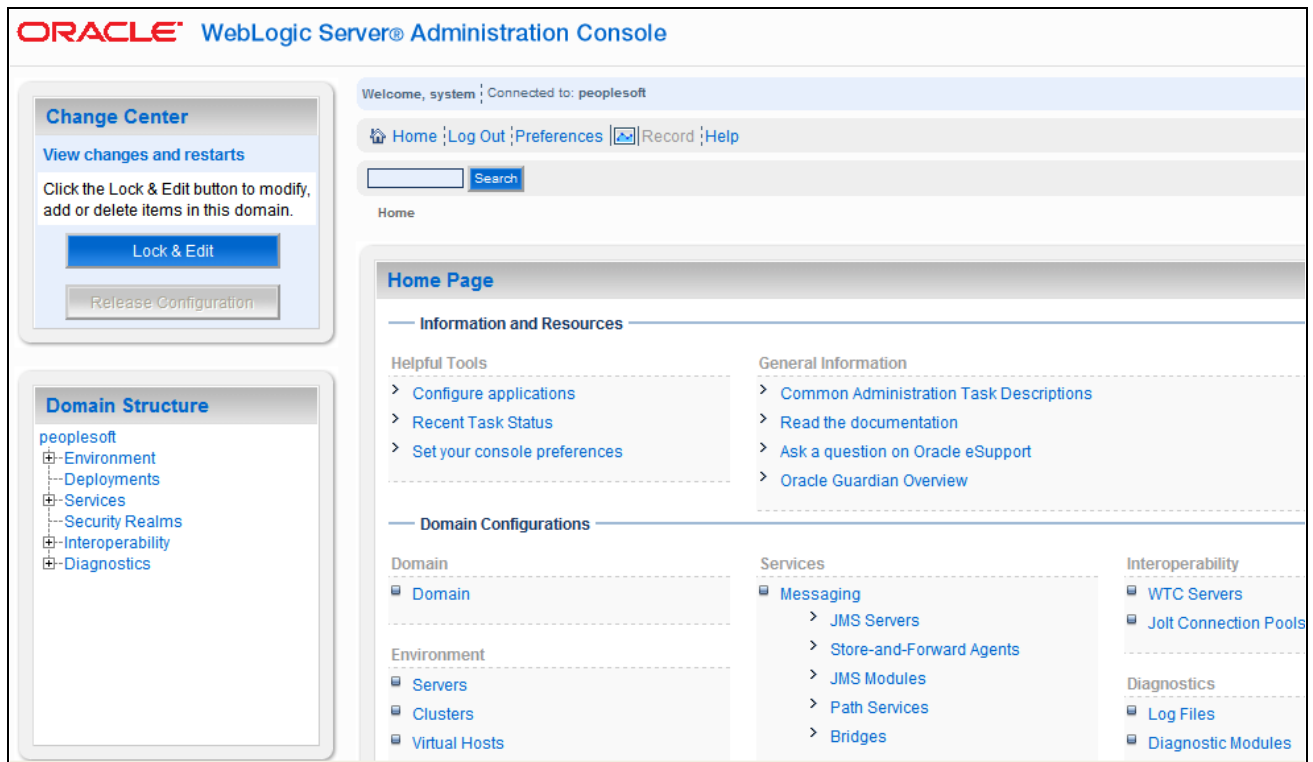 ORACLE® WebLogic Server® Administration Console
Change Center
View changes and restarts
Click the Lock & Edit button to modify,
add or delete items in this domain.
Lock & Edit
Release Configuration
Domain Structure
peoplesoft
Environment
Deployments
Services
Security Realms
Interoperability
Diagnostics
Welcome, system Connected to: peoplesoft
Home Log Out Preferences Record Help
Search
Home
Home Page
Information and Resources
Helpful Tools
Configure applications
Recent Task Status
Set your console preferences
General Information
Common Administration Task Descriptions
Read the documentation
Ask a question on Oracle eSupport
Oracle Guardian Overview
Domain Configurations
Domain
Domain
Environment
Servers
Clusters
Virtual Hosts
Services
Messaging
JMS Servers
Store-and-Forward Agents
JMS Modules
Path Services
Bridges
Interoperability
WTC Servers
Jolt Connection Pools
Diagnostics
Log Files
Diagnostic Modules